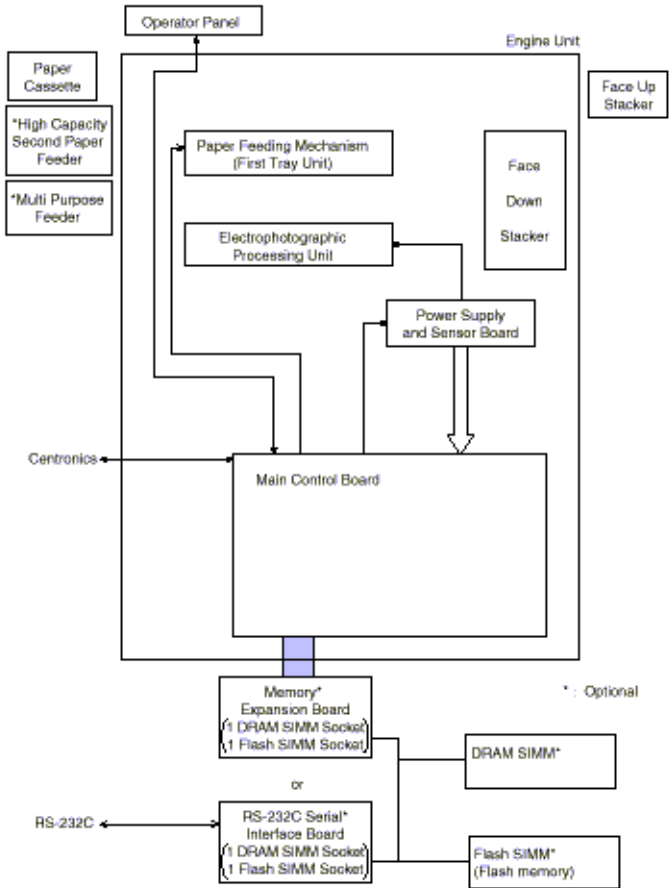 Operator Panel
Engine Unit
Paper
Cassette
Face Up
Stacker
*High Capacity
Second Paper
Feeder
Paper Feeding Mechanism
(First Tray Unit)
Face
Down
Stacker
*Multi Purpose
Feeder
Electrophotographic
Processing Unit
Power Supply
and Sensor Board
Centronics
Main Control Board
Memory*
Expansion Board
(1 DRAM SIMM Socket
1 Flash SIMM Socket)
* : Optional
DRAM SIMM*
or
RS-232C
RS-232C Serial*
Interface Board
(1 DRAM SIMM Socket
1 Flash SIMM Socket)
Flash SIMM*
(Flash memory)